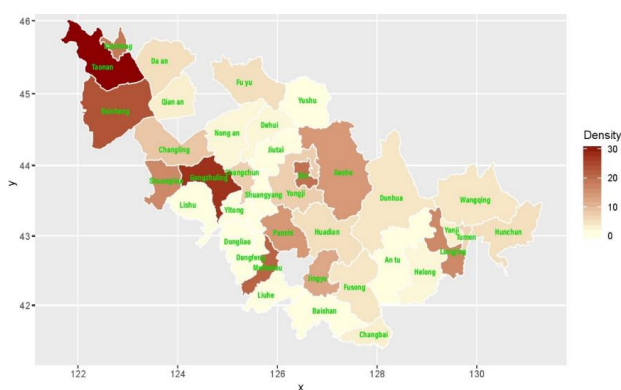 46
45
44
43
42
y
Taonan
Da an
Qian an
Fu yu
Yushu
Dehui
Nong an
Jiutai
Changling
Shuangliao
Gongzhuling
Changchun
Shuangyang
Yongji
Jiaohe
Lishu
Yitong
Dongliao
Dongfeng
Panshi
Huadian
Dunhua
Wangqing
Yanji
Tumen
Hunchun
Longjing
An tu
Helong
Jingyu
Fusong
Liuhe
Baishan
Changbai
122
124
126
128
130
x
Density
30
20
10
0